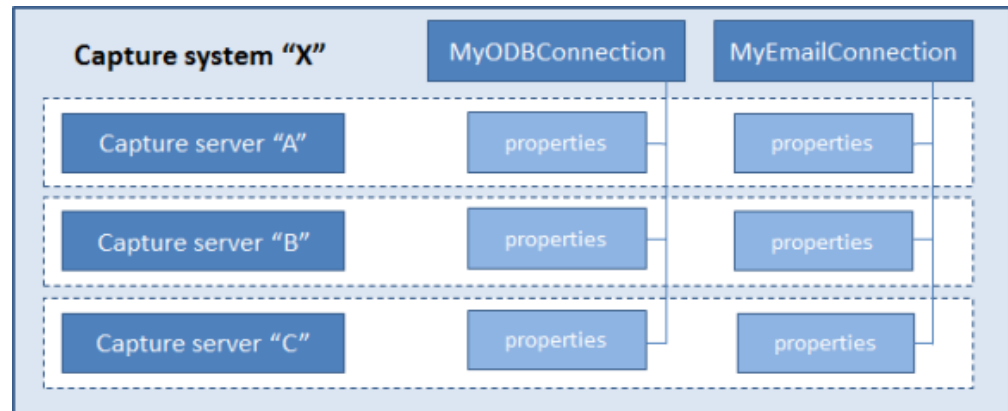 Capture system “X”
MyODBConnection
MyEmailConnection
Capture server “A”
properties
properties
Capture server “B”
properties
properties
Capture server “C”
properties
properties